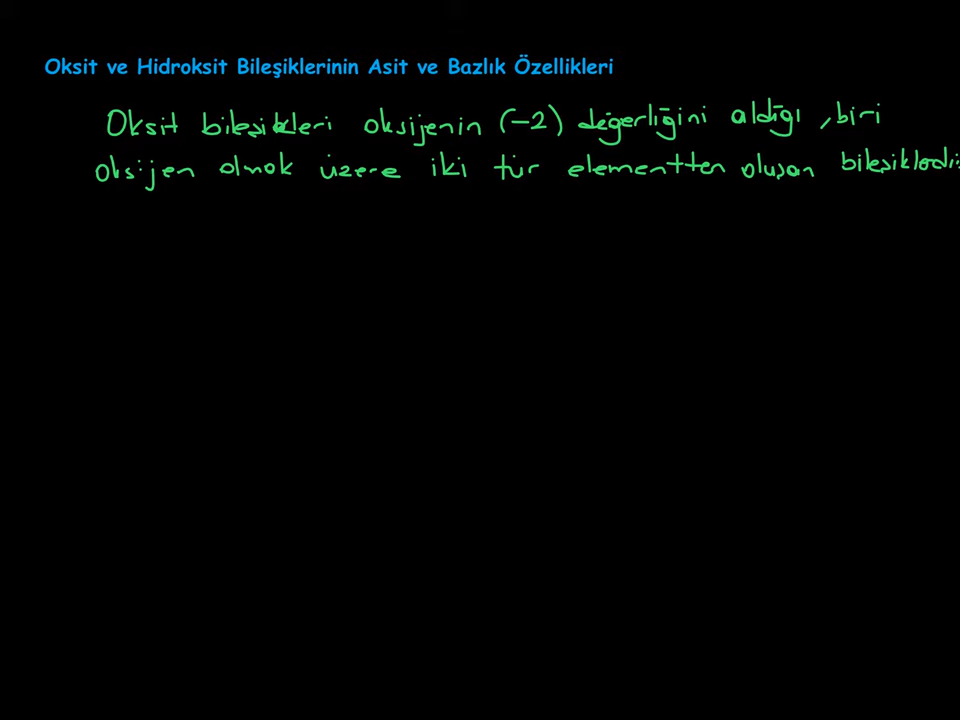 Oksit ve Hidroksit Bileşiklerinin Asit ve Bazlık Özellikleri
Oksit bileşikleri oksijenin (-2) değerliğini aldığı, biri
oksijen olmak üzere iki tür elementten oluşan bileşiklerdir